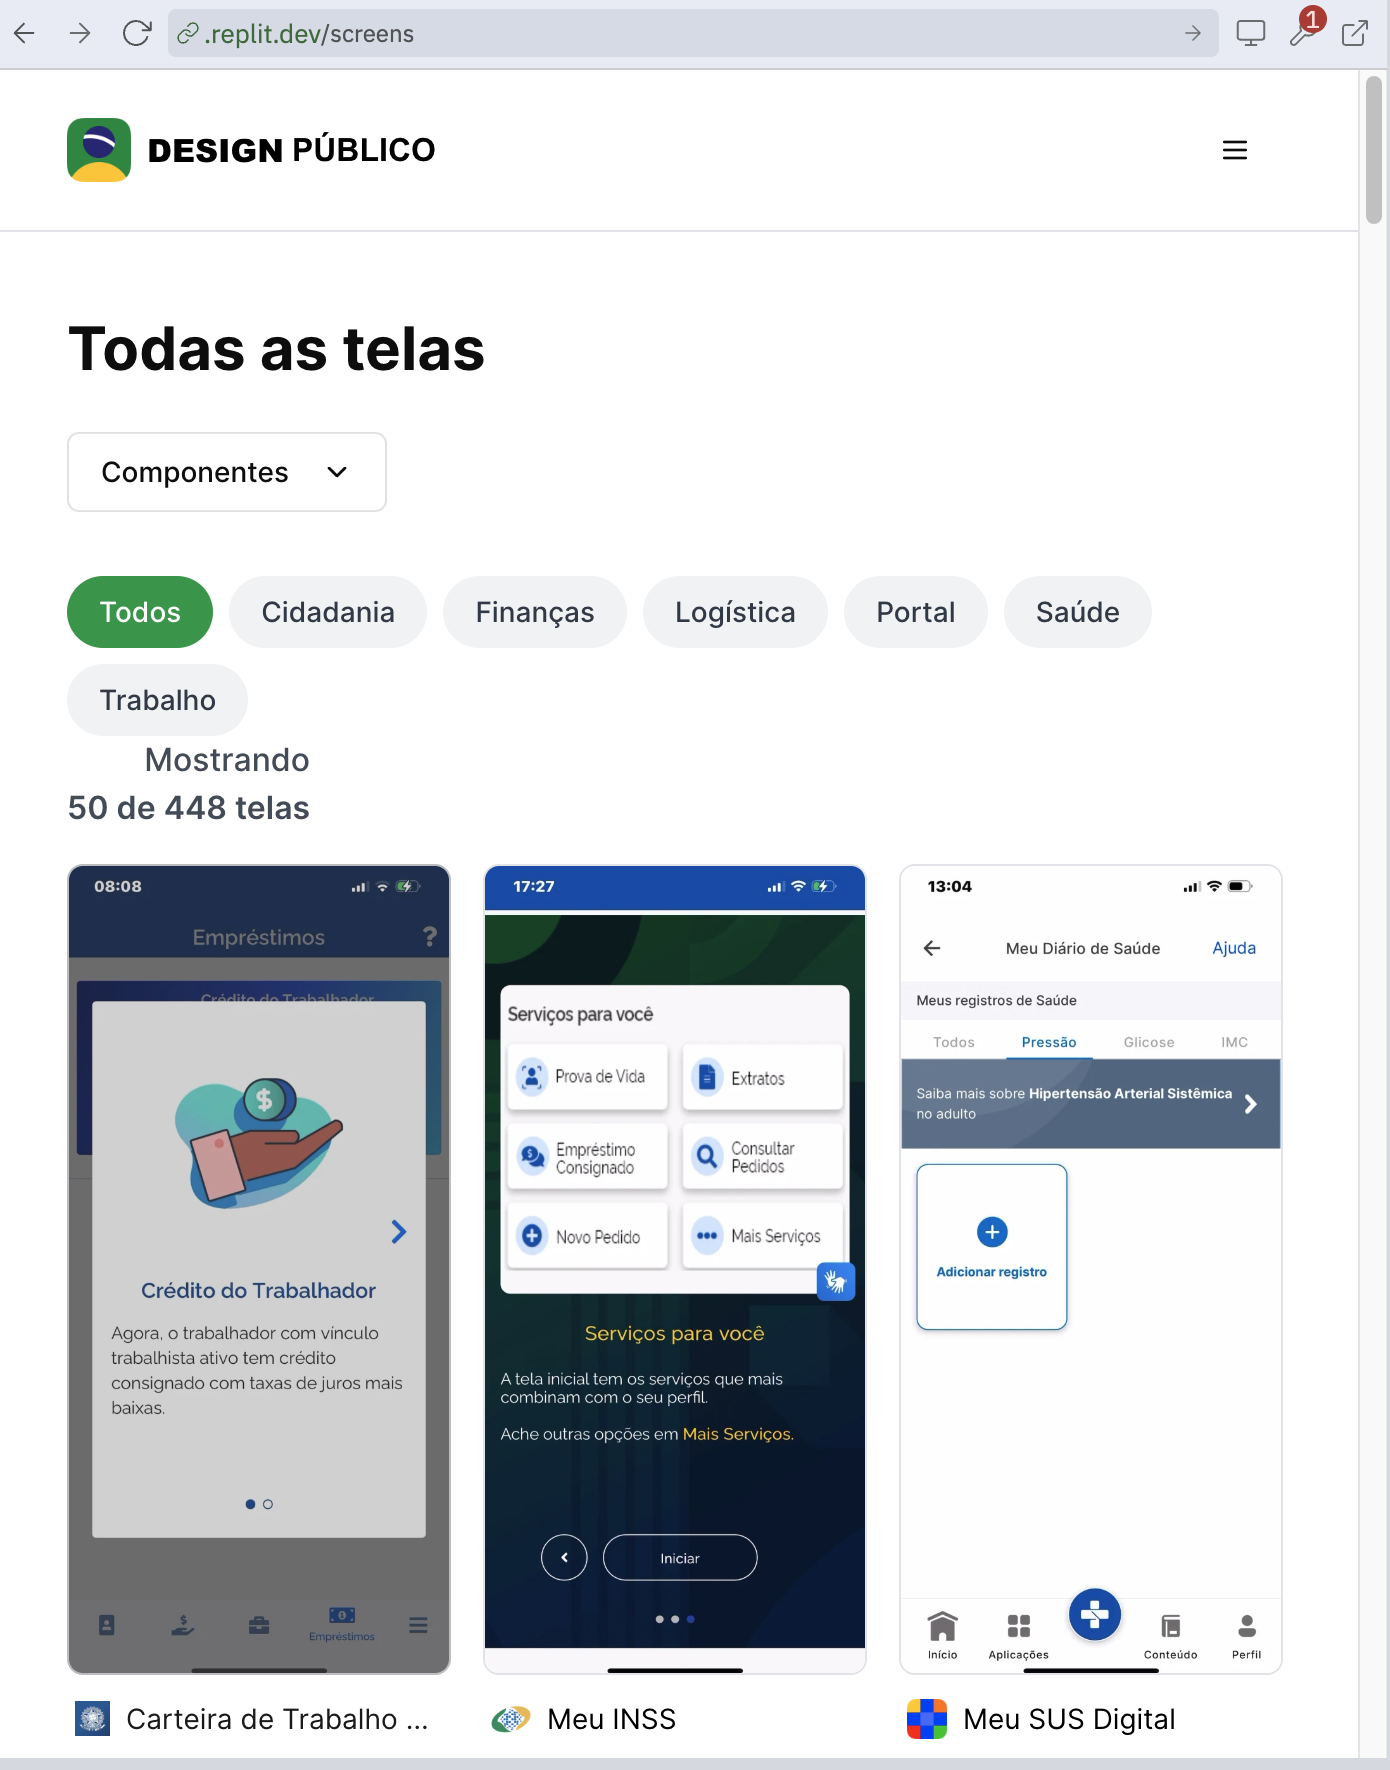 .replit.dev/screens
1
DESIGN PÚBLICO
Todas as telas
Componentes
Todos
Cidadania
Finanças
Logística
Portal
Saúde
Trabalho
Mostrando
50 de 448 telas
08:08
Empréstimos
?
Crédito do Trabalhador
$
Crédito do Trabalhador
Agora, o trabalhador com vínculo
trabalhista ativo tem crédito
consignado com taxas de juros mais
baixas.
Empréstimos
17:27
Serviços para você
Prova de Vida
Extratos
Empréstimo
Consignado
Consultar
Pedidos
Novo Pedido
Mais Serviços
Serviços para você
A tela inicial tem os serviços que mais
combinam com o seu perfil.
Ache outras opções em Mais Serviços.
Iniciar
13:04
Meu Diário de Saúde
Ajuda
Meus registros de Saúde
Todos
Pressão
Glicose
IMC
Saiba mais sobre Hipertensão Arterial Sistêmica
no adulto
Adicionar registro
Início
Aplicações
Conteúdo
Perfil
Carteira de Trabalho ...
Meu INSS
Meu SUS Digital